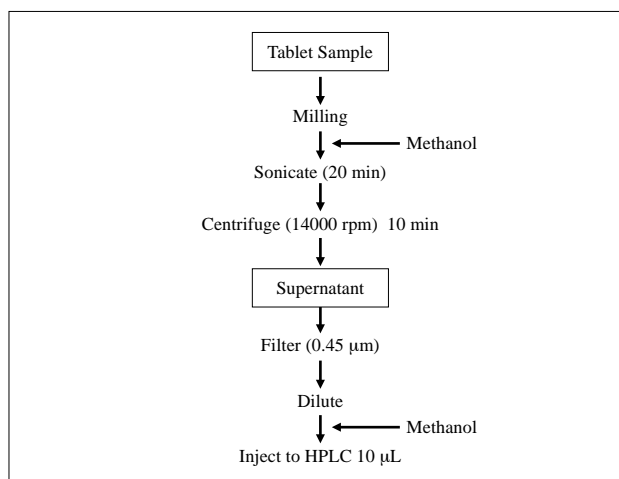 Tablet Sample
Milling
Methanol
Sonicate (20 min)
Centrifuge (14000 rpm) 10 min
Supernatant
Filter (0.45 μm)
Dilute
Methanol
Inject to HPLC 10 μL